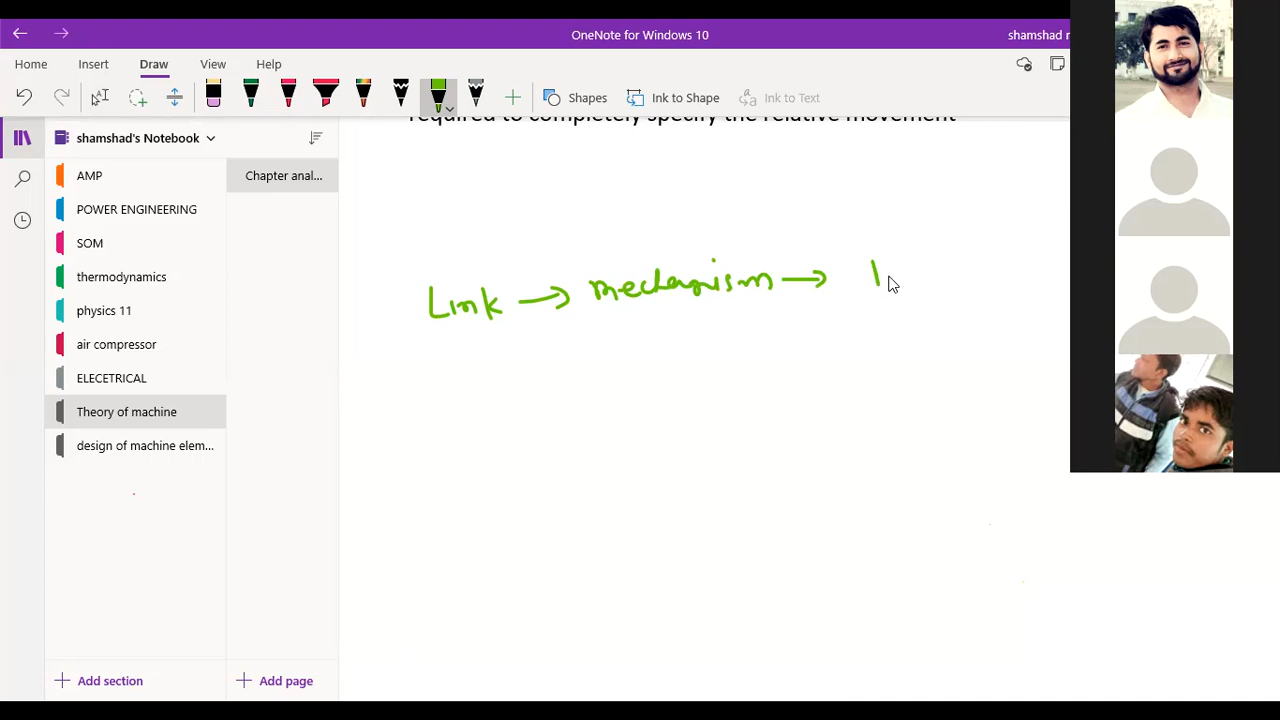 OneNote for Windows 10
shamshad r
Home Insert Draw View Help
Shapes Ink to Shape Ink to Text
shamshad's Notebook
required to completely specify the relative movement
AMP
Chapter anal...
POWER ENGINEERING
SOM
thermodynamics
Link → mechanism →
physics 11
air compressor
ELECETRICAL
Theory of machine
design of machine elem...
Add section
Add page